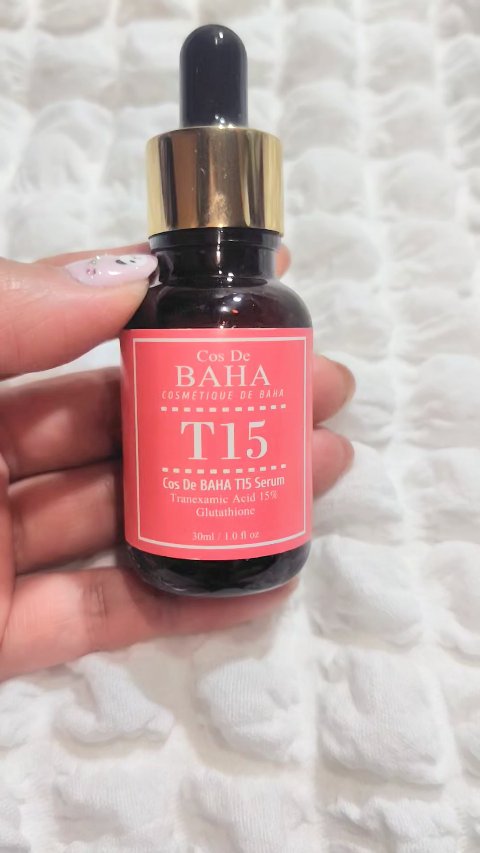 Cos De
BAHA
COSMÉTIQUE DE BAHA
T15
Cos De BAHA T15 Serum
Tranexamic Acid 15%
Glutathione
30ml / 1.0 fl oz